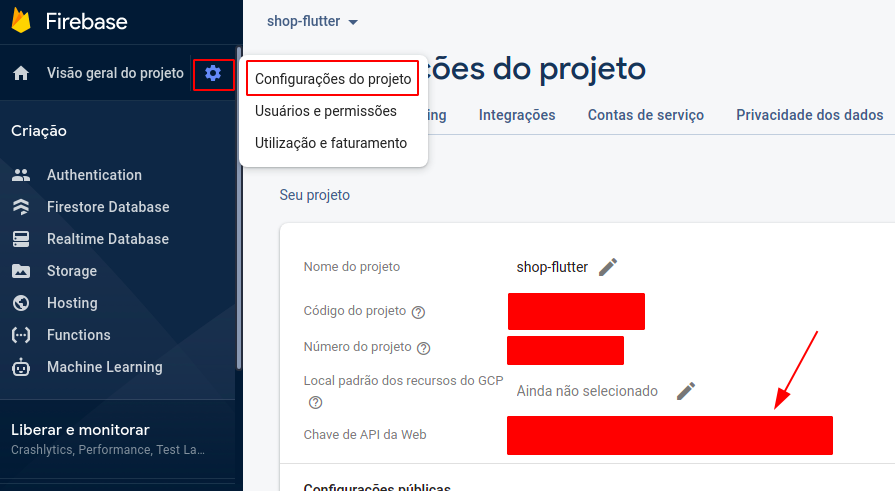 Firebase
Visão geral do projeto
Criação
Authentication
Firestore Database
Realtime Database
Storage
Hosting
Functions
Machine Learning
Liberar e monitorar
Crashlytics, Performance, Test La...
shop-flutter
Configurações do projeto
Usuários e permissões
Utilização e faturamento
ções do projeto
ing
Integrações
Contas de serviço
Privacidade dos dados
Seu projeto
Nome do projeto
shop-flutter
Código do projeto
Número do projeto
Local padrão dos recursos do GCP
Ainda não selecionado
Chave de API da Web
Configurações públicas